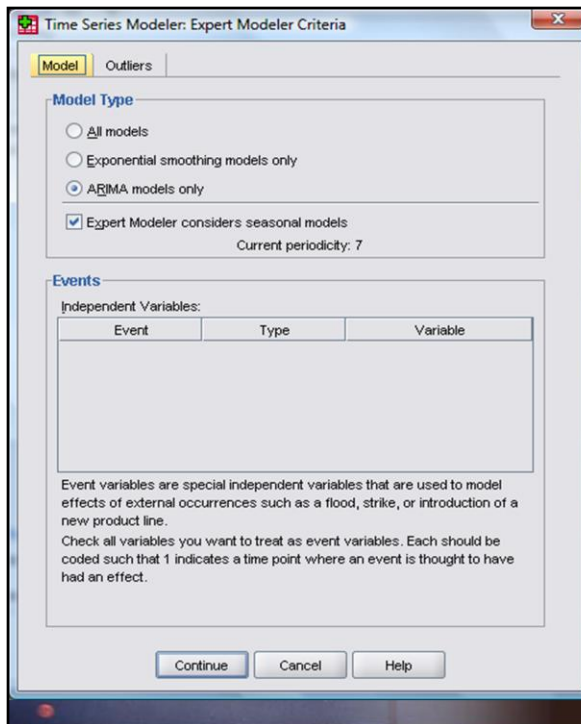 Time Series Modeler: Expert Modeler Criteria
Model
Outliers
Model Type
All models
Exponential smoothing models only
ARIMA models only
Expert Modeler considers seasonal models
Current periodicity: 7
Events
Independent Variables:
Event Type Variable
Event variables are special independent variables that are used to model
effects of external occurrences such as a flood, strike, or introduction of a
new product line.
Check all variables you want to treat as event variables. Each should be
coded such that 1 indicates a time point where an event is thought to have
had an effect.
Continue
Cancel
Help